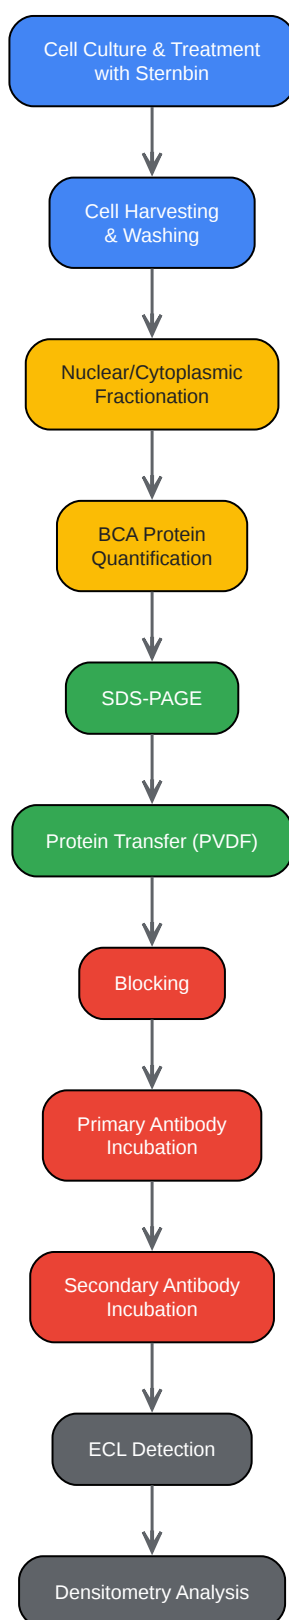 Cell Culture & Treatment
with Sternbin
Cell Harvesting
& Washing
Nuclear/Cytoplasmic
Fractionation
BCA Protein
Quantification
SDS-PAGE
Protein Transfer (PVDF)
Blocking
Primary Antibody
Incubation
Secondary Antibody
Incubation
ECL Detection
Densitometry Analysis